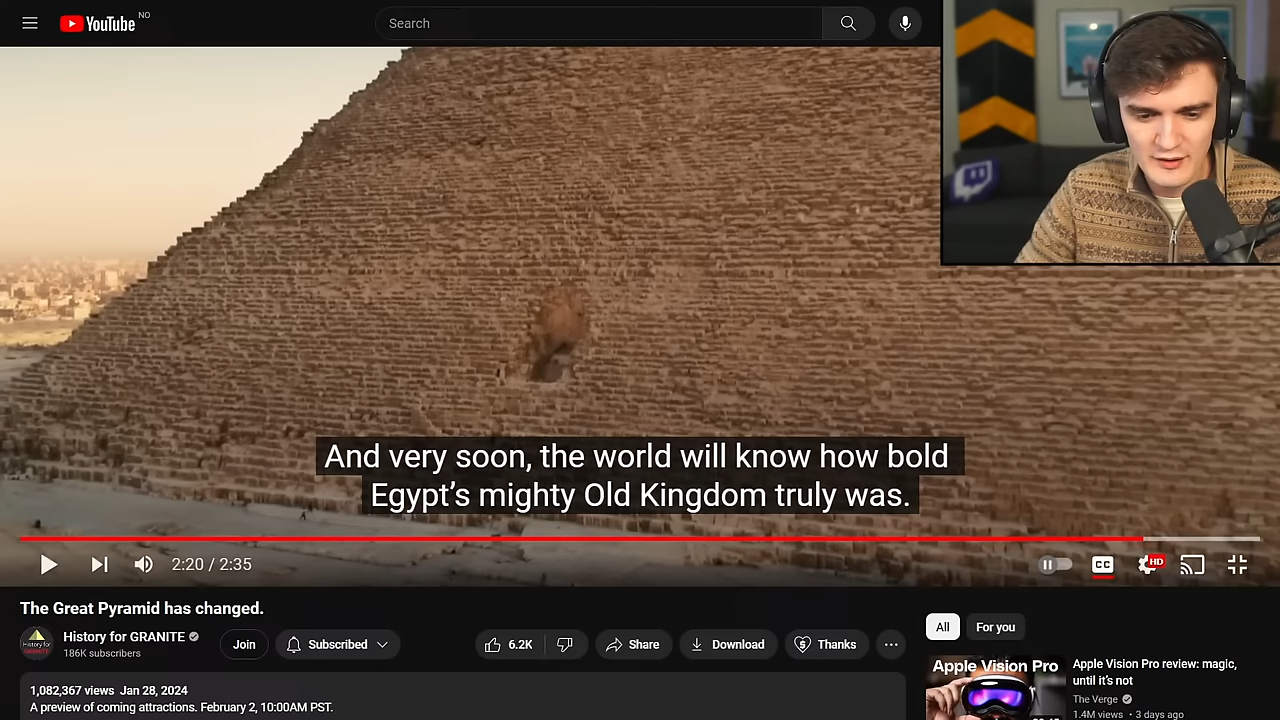 YouTube NO
Search
And very soon, the world will know how bold
Egypt’s mighty Old Kingdom truly was.
2:20 / 2:35
CC
HD
The Great Pyramid has changed.
History for GRANITE
186K subscribers
Join
Subscribed
6.2K
Share
Download
Thanks
All
For you
1,082,367 views Jan 28, 2024
A preview of coming attractions. February 2, 10:00AM PST.
Apple Vision Pro
Apple Vision Pro review: magic,
until it’s not
The Verge
1.4M views • 3 days ago